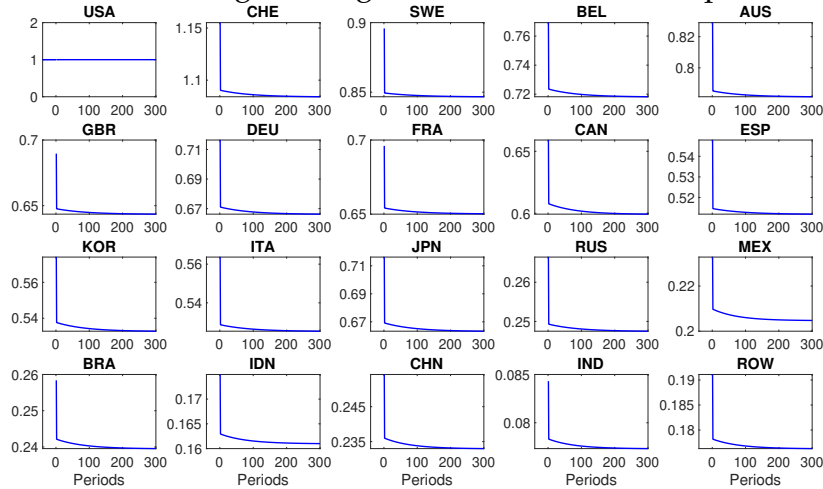 USA CHE SWE BEL AUS
2 1 0 0 100 200 300
1.15 1.1 0 100 200 300
0.9 0.85 0 100 200 300
0.76 0.74 0.72 0 100 200 300
0.82 0.8 0 100 200 300
GBR DEU FRA CAN ESP
0.7 0.65 0 100 200 300
0.71 0.69 0.67 0 100 200 300
0.7 0.65 0 100 200 300
0.65 0.6 0 100 200 300
0.54 0.53 0.52 0 100 200 300
KOR ITA JPN RUS MEX
0.56 0.54 0 100 200 300
0.56 0.54 0 100 200 300
0.71 0.69 0.67 0 100 200 300
0.26 0.25 0 100 200 300
0.22 0.2 0 100 200 300
BRA IDN CHN IND ROW
0.26 0.25 0.24 0 100 200 300
0.17 0.165 0.16 0 100 200 300
0.245 0.235 0 100 200 300
0.085 0.08 0 100 200 300
0.19 0.185 0.18 0 100 200 300
Periods Periods Periods Periods Periods